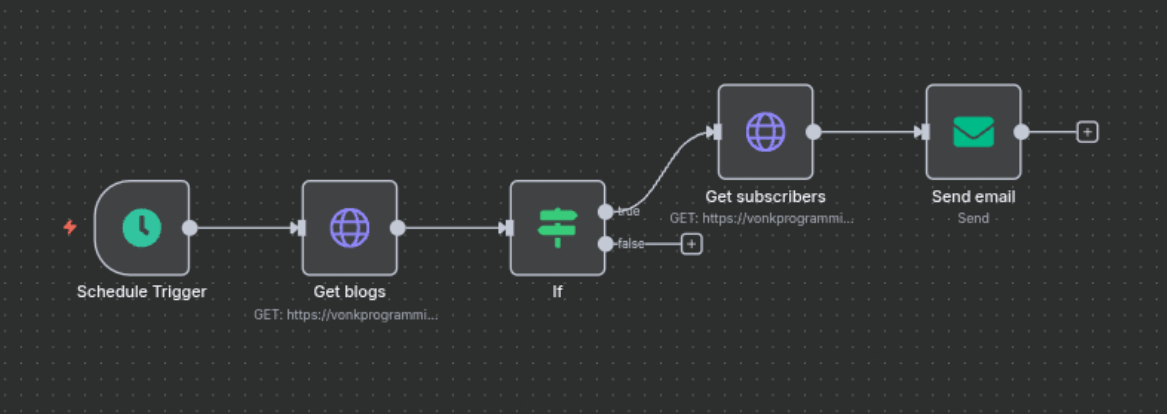 Schedule Trigger
Get blogs
GET: https://vonkprogrammi...
If
true
false
Get subscribers
GET: https://vonkprogrammi...
Send email
Send